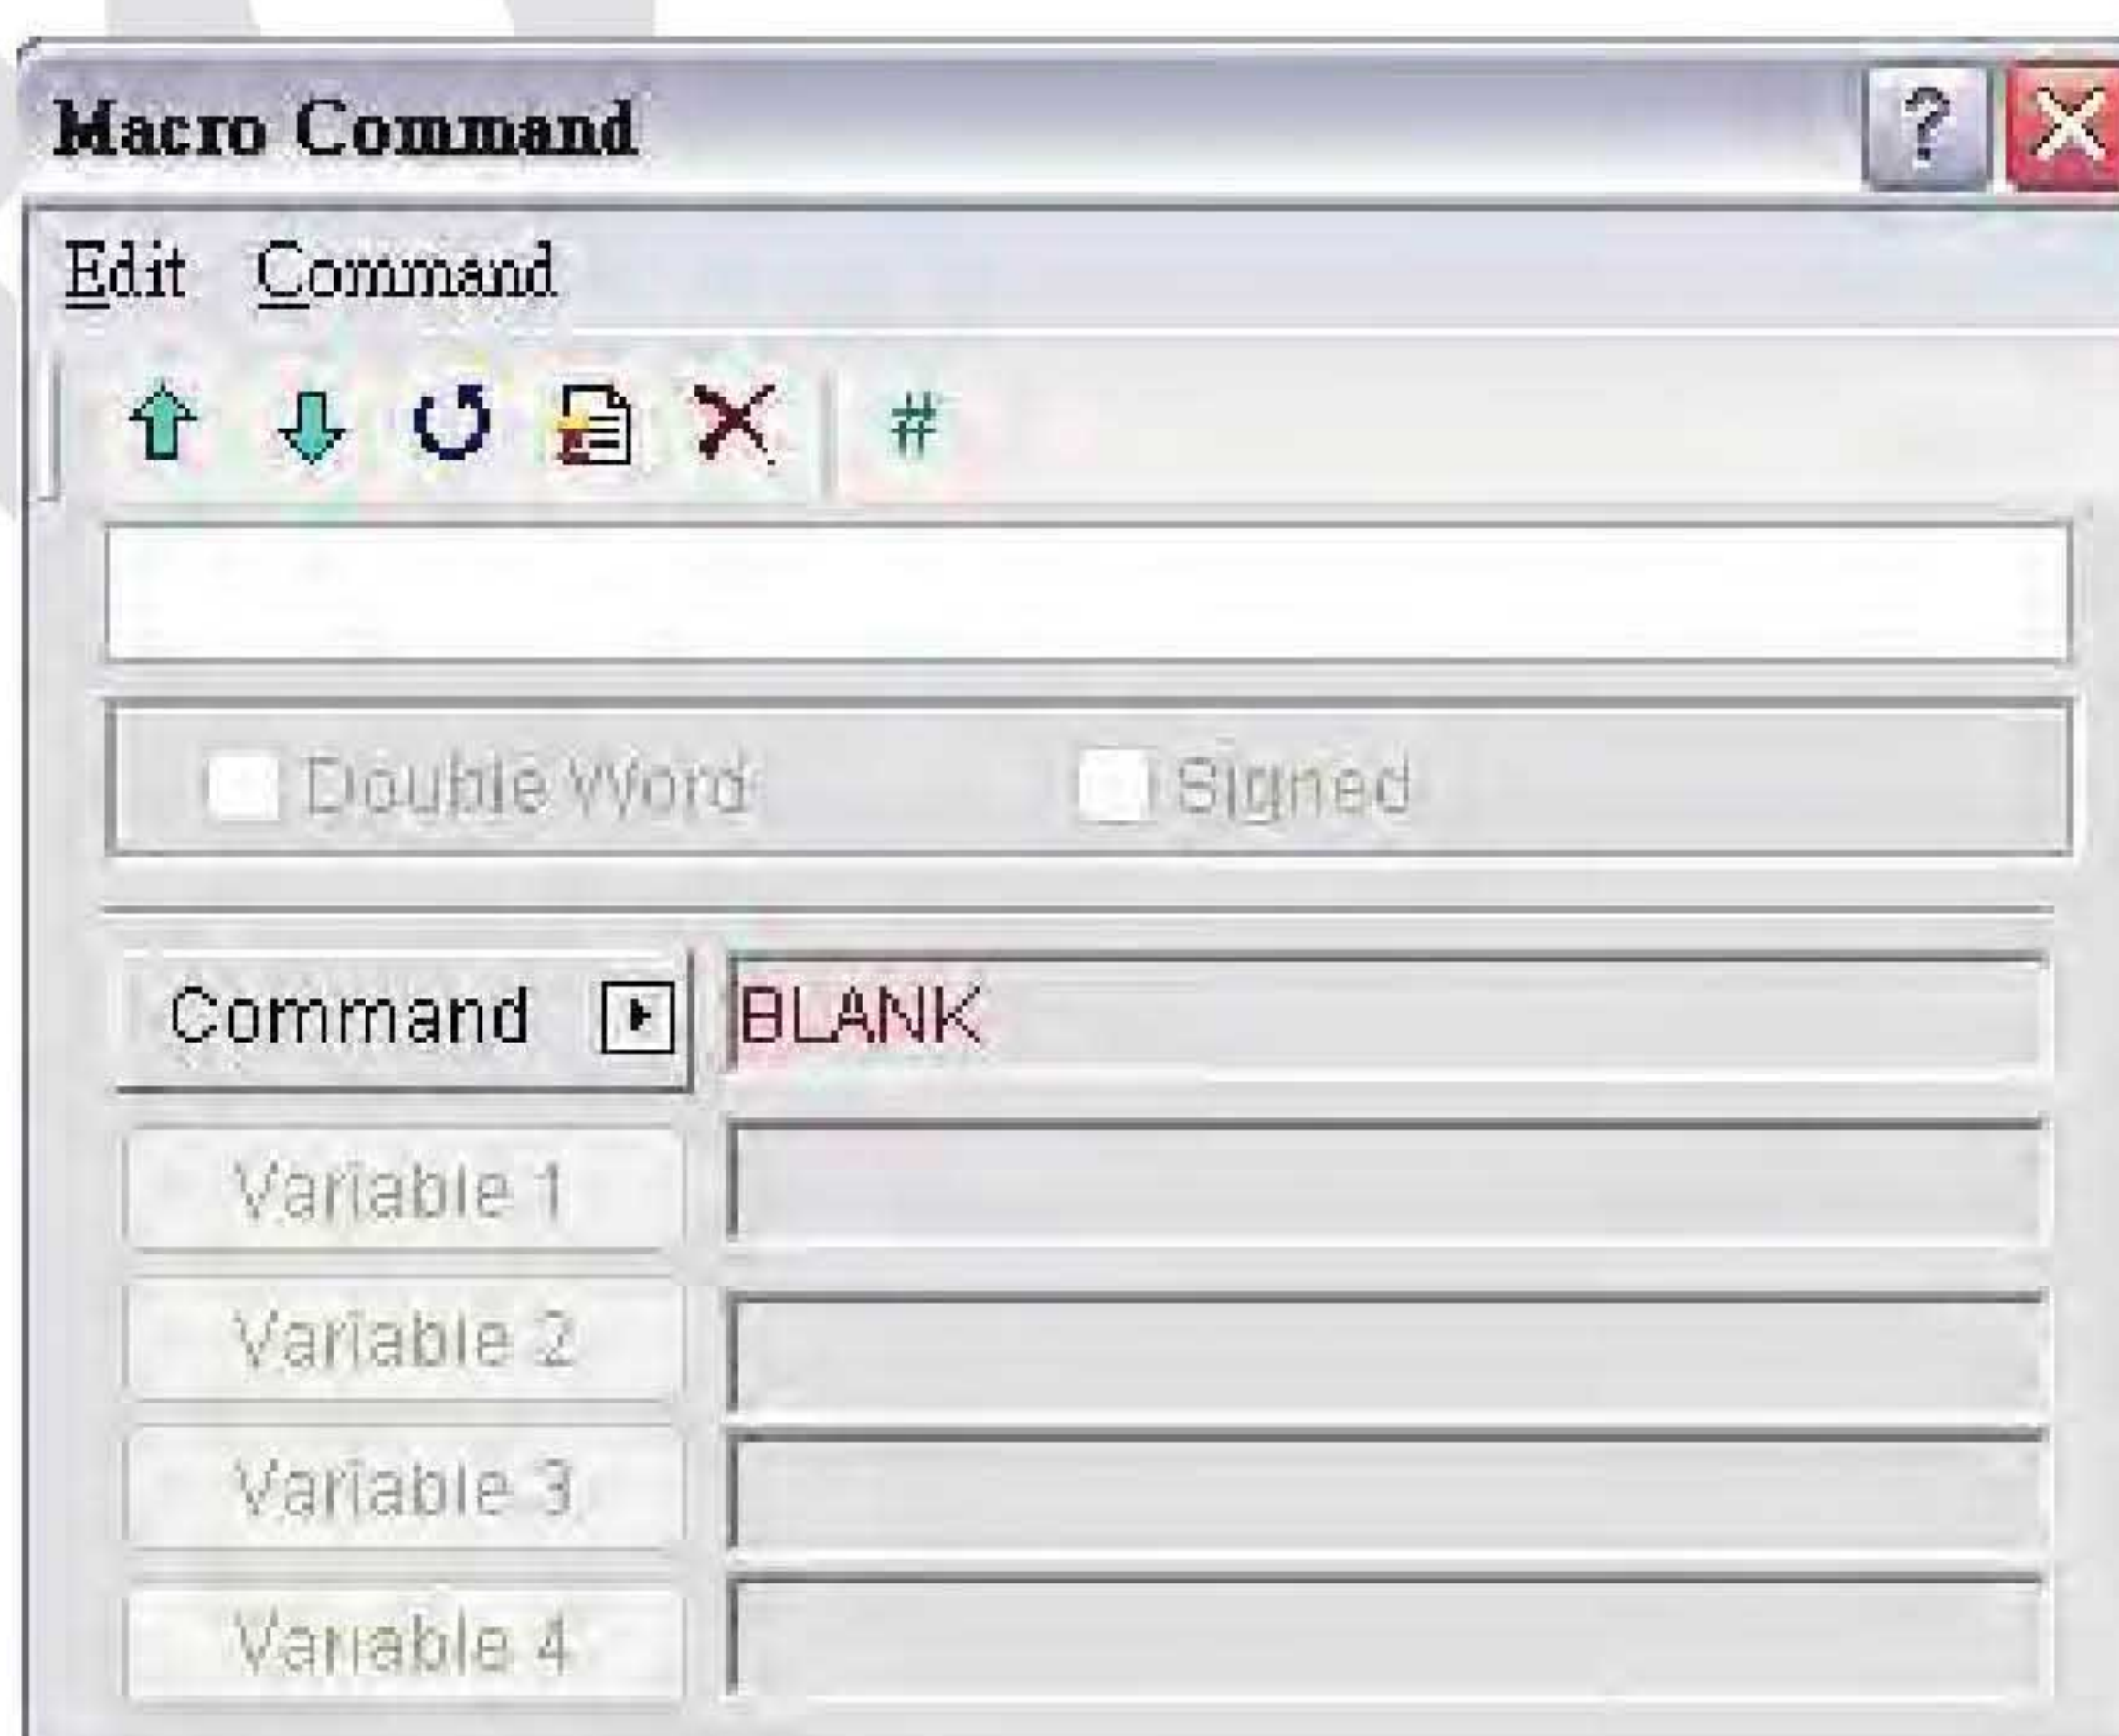 Macro Command
Edit Command
#
Double Word Signed
Command BLANK
Variable 1
Variable 2
Variable 3
Variable 4